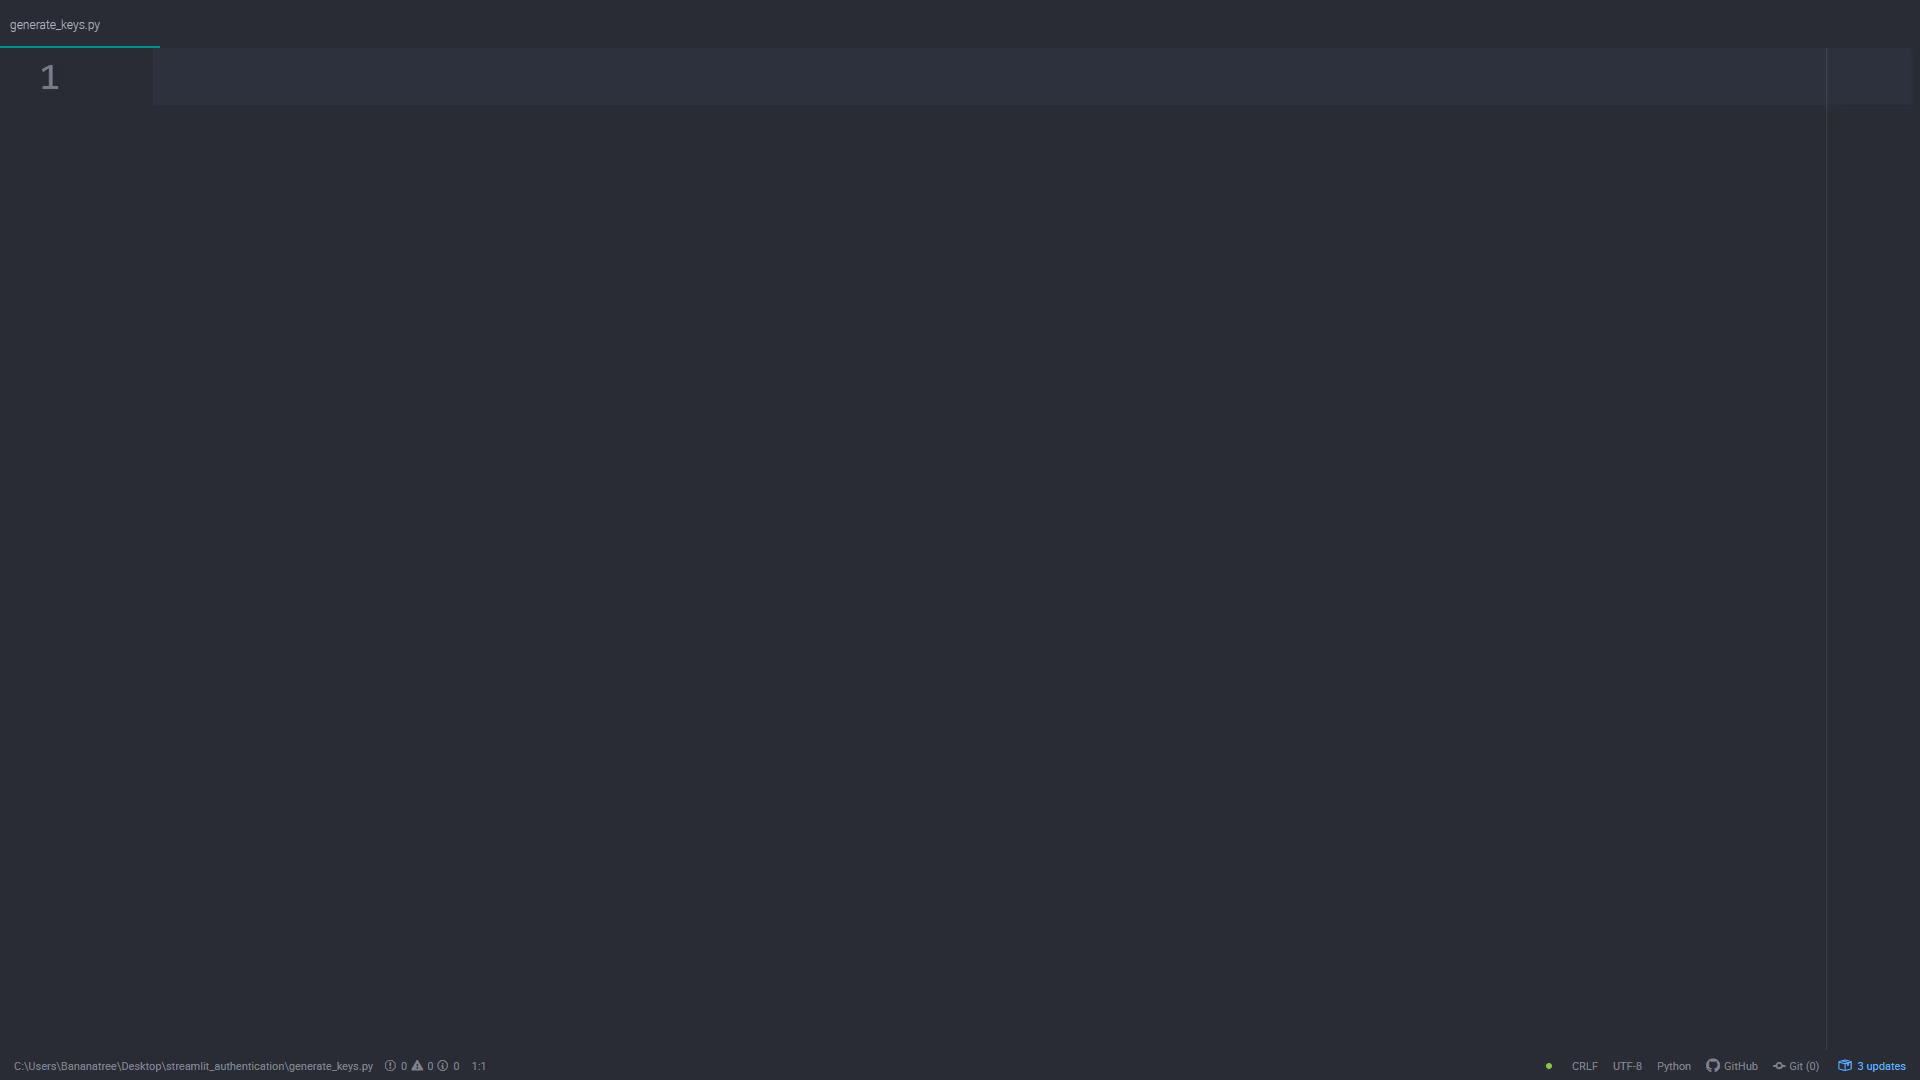 generate_keys.py
1
C:\Users\Bananatree\Desktop\streamlit_authentication\generate_keys.py 0 0 0 1:1 CRLF UTF-8 Python GitHub Git (0) 3 updates